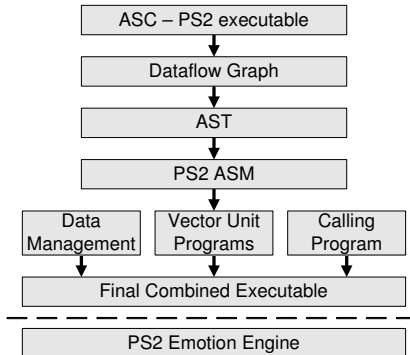 ASC – PS2 executable
Dataflow Graph
AST
PS2 ASM
Data
Management
Vector Unit
Programs
Calling
Program
Final Combined Executable
PS2 Emotion Engine